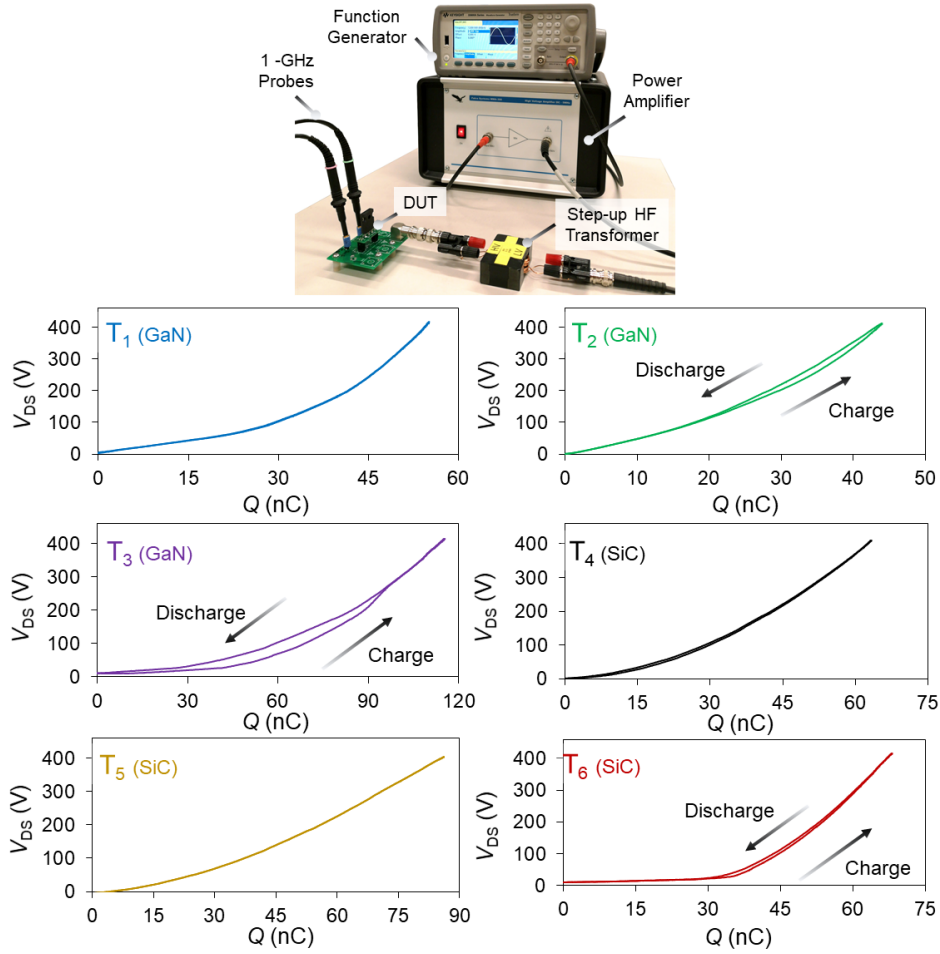 Function
Generator
1 -GHz
Probes
Power
Amplifier
DUT
Step-up HF
Transformer
T1 (GaN)
400
300
200
100
0
VDS (V)
0 15 30 45 60
Q (nC)
T2 (GaN)
400
300
200
100
0
VDS (V)
Discharge
Charge
0 10 20 30 40 50
Q (nC)
T3 (GaN)
400
300
200
100
0
VDS (V)
Discharge
Charge
0 30 60 90 120
Q (nC)
T4 (SiC)
400
300
200
100
0
VDS (V)
0 15 30 45 60 75
Q (nC)
T5 (SiC)
400
300
200
100
0
VDS (V)
0 15 30 45 60 75 90
Q (nC)
T6 (SiC)
400
300
200
100
0
VDS (V)
Discharge
Charge
0 15 30 45 60 75
Q (nC)